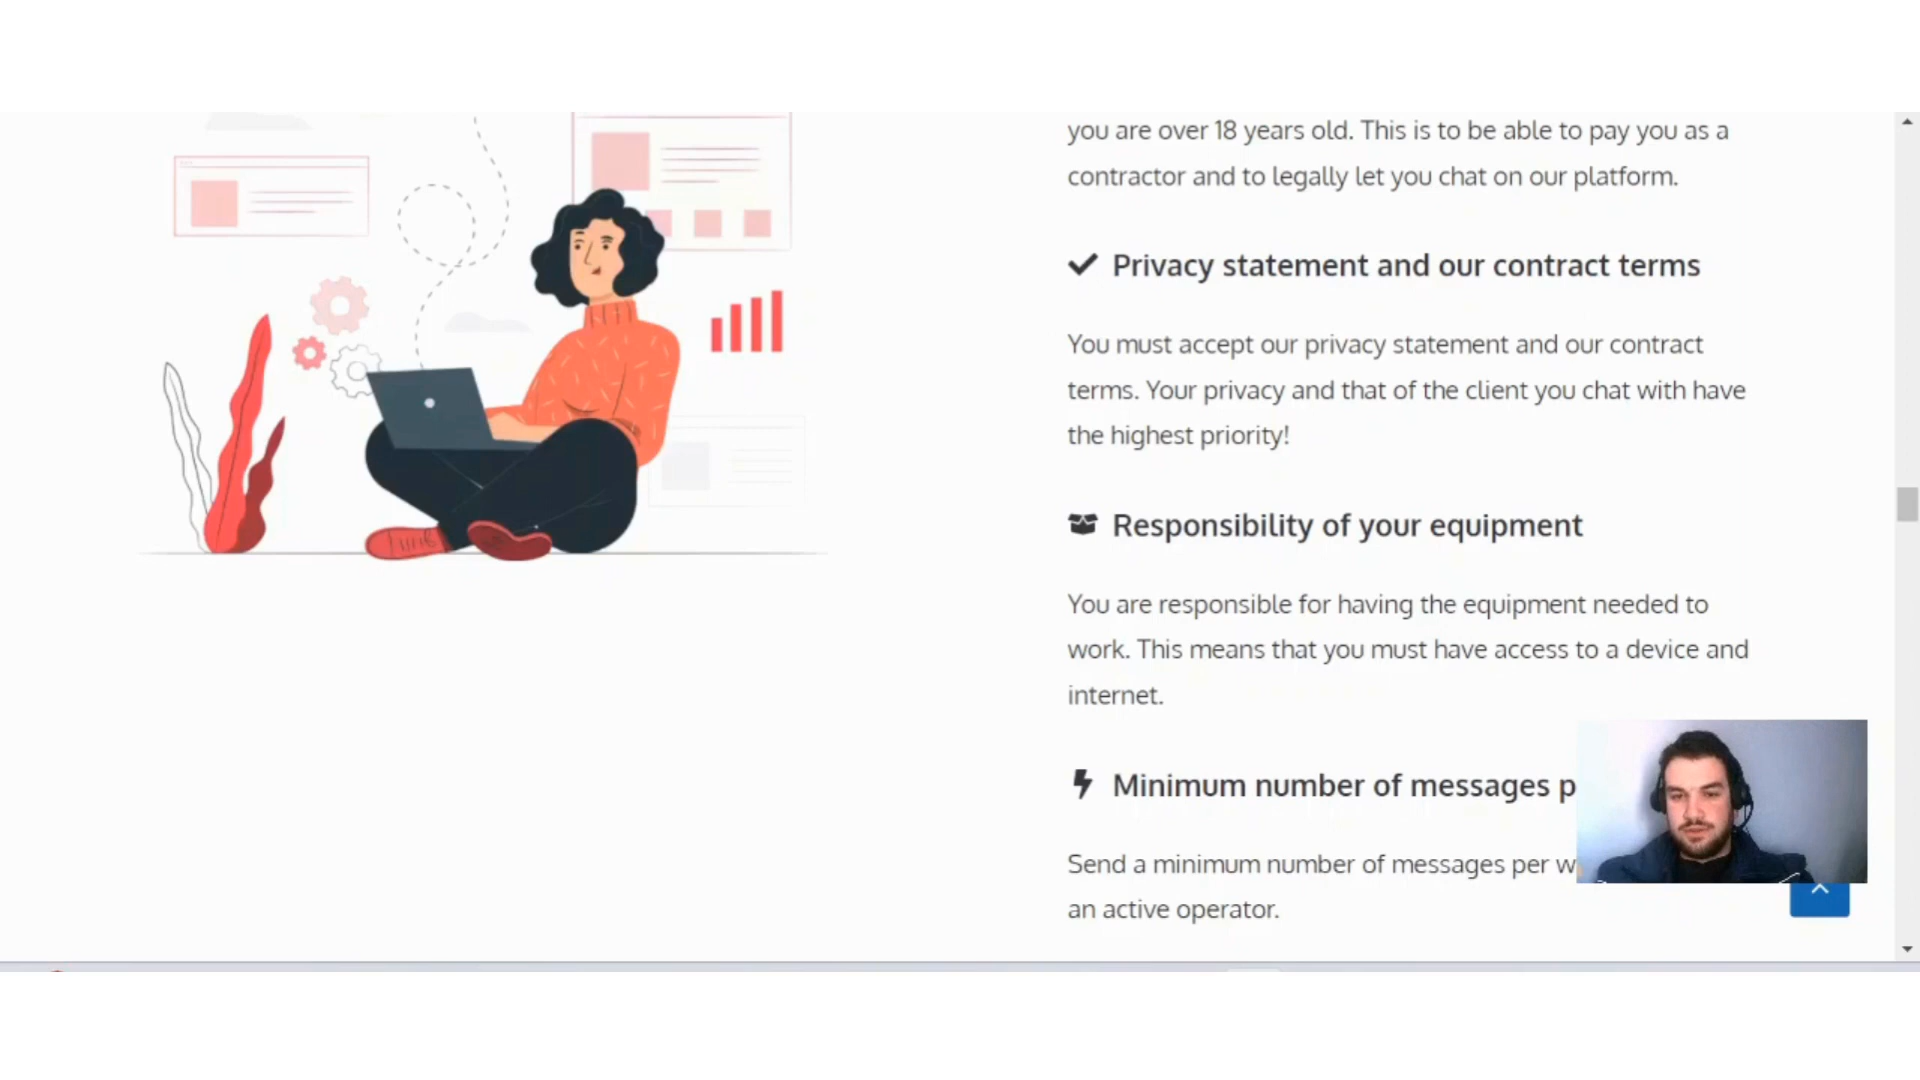 you are over 18 years old. This is to be able to pay you as a
contractor and to legally let you chat on our platform.
Privacy statement and our contract terms
You must accept our privacy statement and our contract
terms. Your privacy and that of the client you chat with have
the highest priority!
Responsibility of your equipment
You are responsible for having the equipment needed to
work. This means that you must have access to a device and
internet.
Minimum number of messages
Send a minimum number of messages per
an active operator.